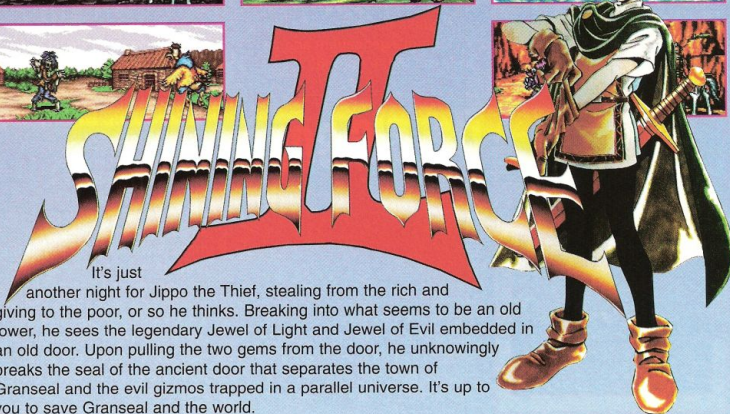 SHINING FORCE
II
It's just
another night for Jippo the Thief, stealing from the rich and
giving to the poor, or so he thinks. Breaking into what seems to be an old
tower, he sees the legendary Jewel of Light and Jewel of Evil embedded in
an old door. Upon pulling the two gems from the door, he unknowingly
breaks the seal of the ancient door that separates the town of
Granseal and the evil gizmos trapped in a parallel universe. It's up to
you to save Granseal and the world.